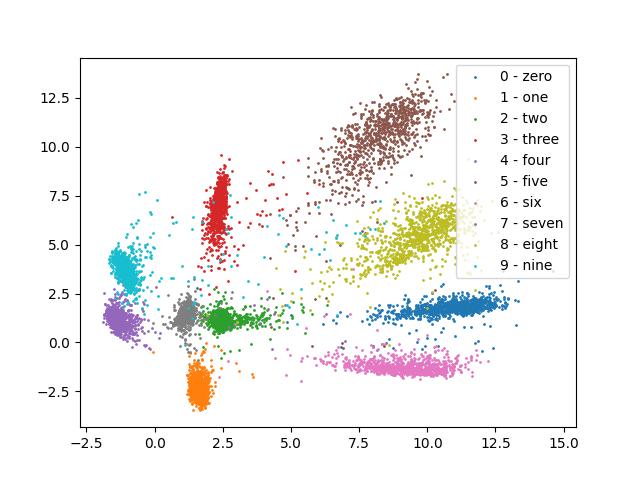 12.5
10.0
7.5
5.0
2.5
0.0
−2.5
−2.5 0.0 2.5 5.0 7.5 10.0 12.5 15.0
0 - zero
1 - one
2 - two
3 - three
4 - four
5 - five
6 - six
7 - seven
8 - eight
9 - nine